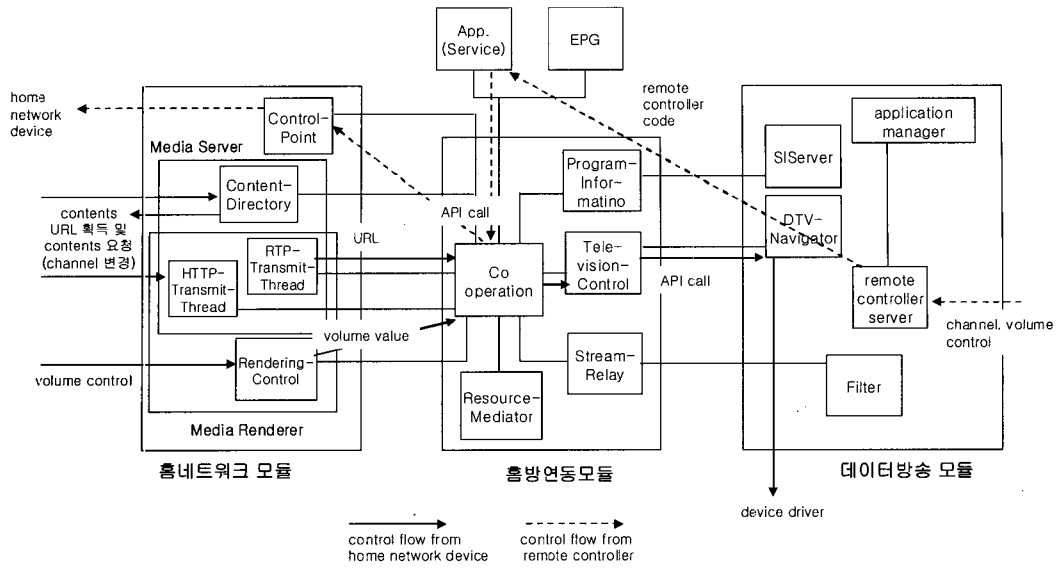 App.
(Service)
EPG
home
network
device
Control-
Point
Media Server
Content-
Directory
contents
URL 획득 및
contents 요청
(channel 변경)
URL
RTP-
Transmit-
Thread
HTTP-
Transmit-
Thread
volume value
volume control
Rendering-
Control
Media Renderer
홈네트워크 모듈
API call
Program-
Infor-
matino
Co
operation
Tele-
vision-
Control
API call
Stream-
Relay
Resource-
Mediator
홈방연동모듈
remote
controller
code
application
manager
SIServer
DTV-
Navigator
remote
controller
server
channel, volume
control
Filter
데이터방송 모듈
device driver
control flow from
home network device
control flow from
remote controller